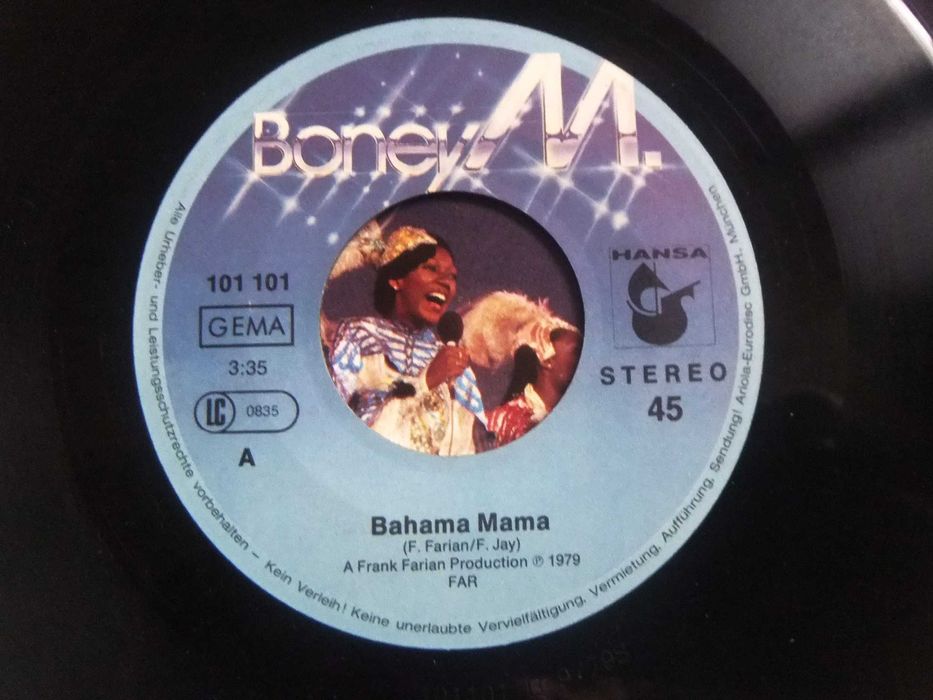 Boney M.
101 101
GEMA
3:35
LC 0835
A
HANSA
STEREO
45
Bahama Mama
(F. Farian/F. Jay)
A Frank Farian Production ℗ 1979
FAR
Alle Urheber- und Leistungsschutzrechte vorbehalten – Kein Verleih! Keine unerlaubte Vervielfältigung, Vermietung, Aufführung, Sendung! Ariola-Eurodisc GmbH., München